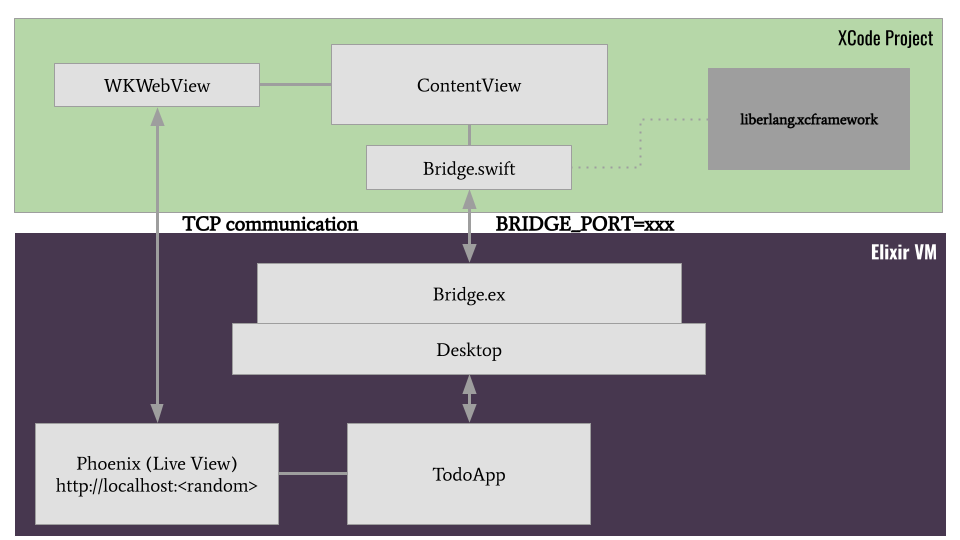 XCode Project
WKWebView
ContentView
liberlang.xcframework
Bridge.swift
TCP communication
BRIDGE_PORT=xxx
Elixir VM
Bridge.ex
Desktop
Phoenix (Live View)
http://localhost:<random>
TodoApp